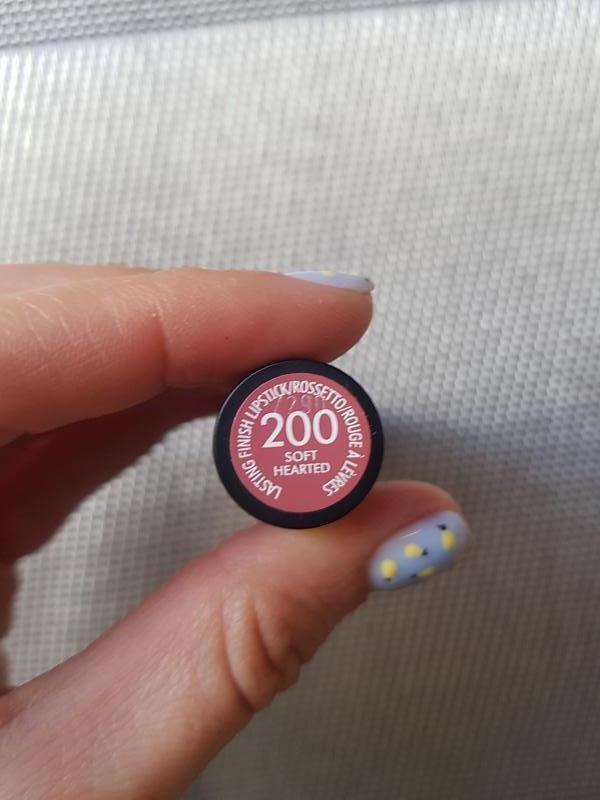 LASTING FINISH LIPSTICK/ROSSETTO/ROUGE À LÈVRES
200
SOFT
HEARTED